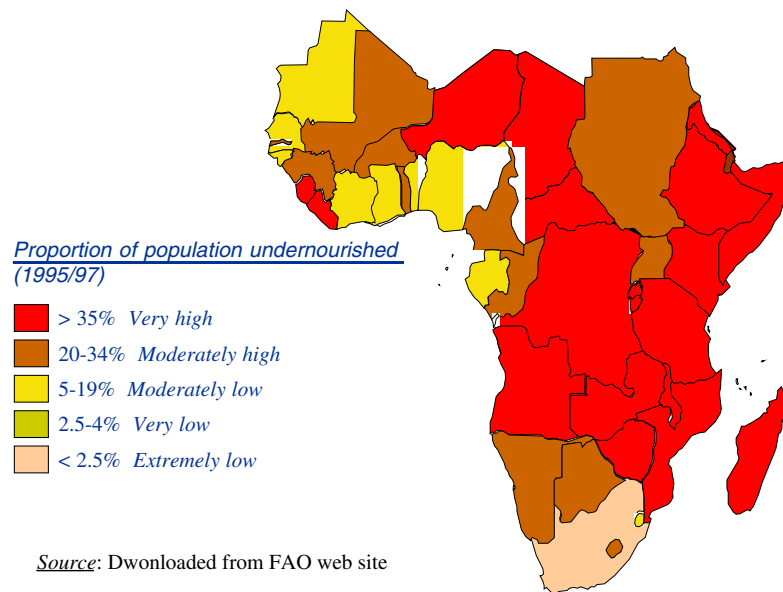 Proportion of population undernourished
(1995/97)
> 35% Very high
20-34% Moderately high
5-19% Moderately low
2.5-4% Very low
< 2.5% Extremely low
Source: Dwonloaded from FAO web site